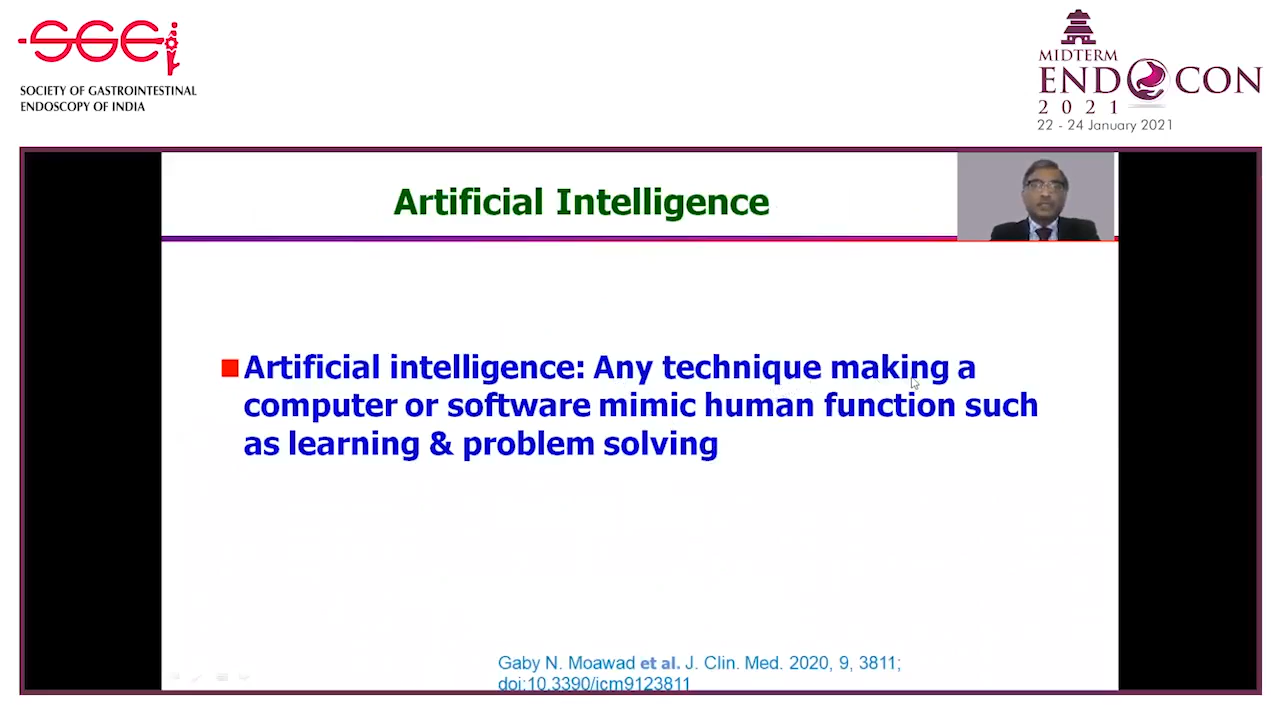 SGEi
SOCIETY OF GASTROINTESTINAL
ENDOSCOPY OF INDIA
MIDTERM
ENDOCON
2021
22 - 24 January 2021
Artificial Intelligence
Artificial intelligence: Any technique making a
computer or software mimic human function such
as learning & problem solving
Gaby N. Moawad et al. J. Clin. Med. 2020, 9, 3811;
doi:10.3390/jcm9123811